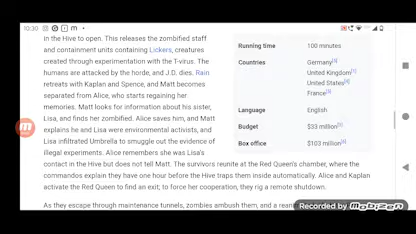 10:30
in the Hive to open. This releases the zombified staff
and containment units containing Lickers, creatures
created through experimentation with the T-virus. The
humans are attacked by the horde, and J.D. dies. Rain
retreats with Kaplan and Spence, and Matt becomes
separated from Alice, who starts regaining her
memories. Matt looks for information about his sister,
Lisa, and finds her zombified. Alice saves him, and Matt
explains he and Lisa were environmental activists, and
Lisa infiltrated Umbrella to smuggle out the evidence of
illegal experiments. Alice remembers she was Lisa's
contact in the Hive but does not tell Matt. The survivors reunite at the Red Queen's chamber, where the
commandos explain they have one hour before the Hive traps them inside automatically. Alice and Kaplan
activate the Red Queen to find an exit; to force her cooperation, they rig a remote shutdown.
As they escape through maintenance tunnels, zombies ambush them, and a
Running time 100 minutes
Countries Germany
United Kingdom
United States
France
Language English
Budget $33 million
Box office $103 million
Recorded by Mobizen